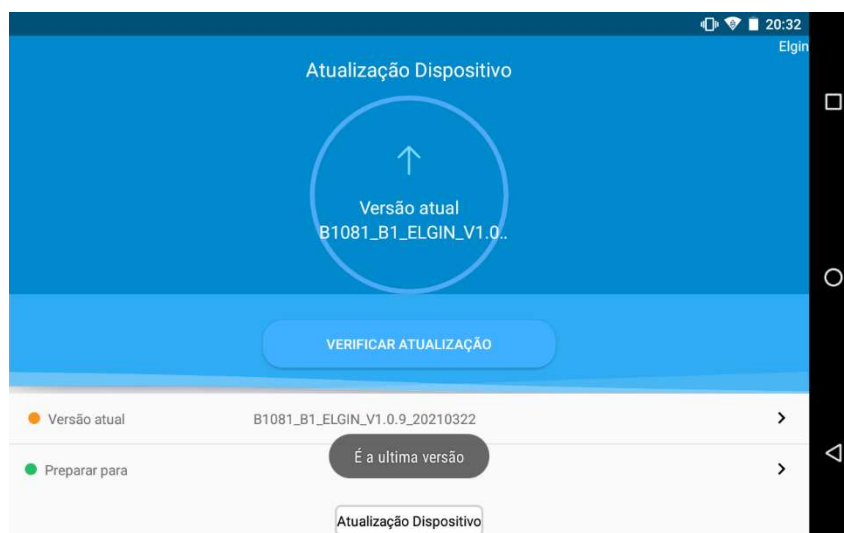 20:32
Elgin
Atualização Dispositivo
Versão atual
B1081_B1_ELGIN_V1.0..
VERIFICAR ATUALIZAÇÃO
Versão atual B1081_B1_ELGIN_V1.0.9_20210322
É a ultima versão
Preparar para
Atualização Dispositivo